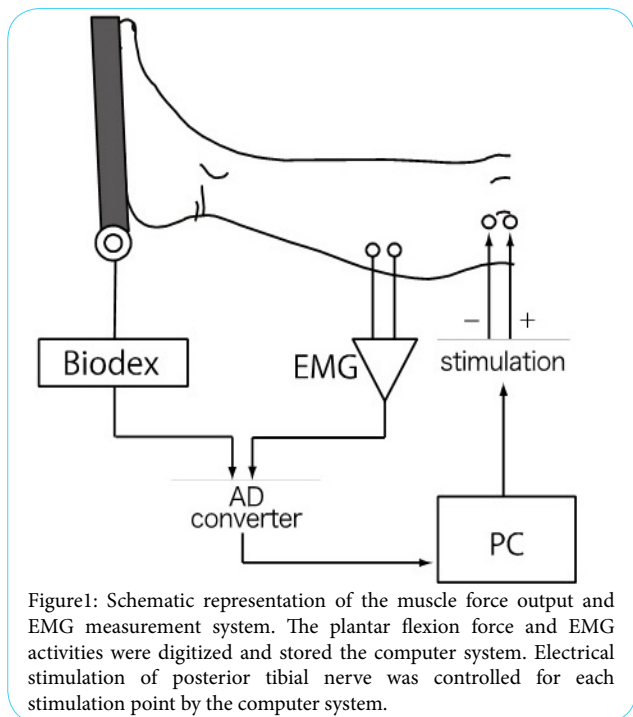 − +
Biodex
EMG
stimulation
AD
converter
PC
Figure1: Schematic representation of the muscle force output and
EMG measurement system. The plantar flexion force and EMG
activities were digitized and stored the computer system. Electrical
stimulation of posterior tibial nerve was controlled for each
stimulation point by the computer system.